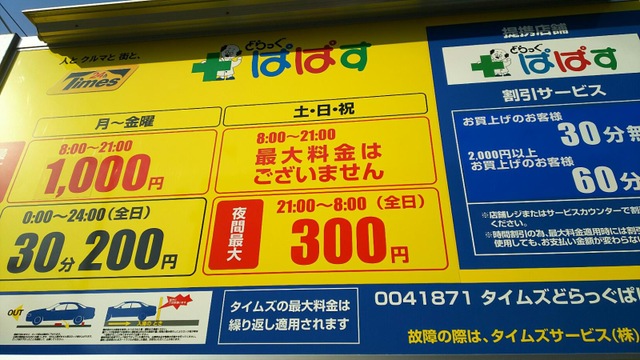 人と クルマと 街と、
24h
Times
どらっぐ
ぱぱす
月～金曜
土・日・祝
8:00～21:00
1,000円
8:00～21:00
最大料金は
ございません
0:00～24:00(全日)
30分200円
夜間最大
21:00～8:00(全日)
300円
OUT
タイムズの最大料金は
繰り返し適用されます
提携店舗
どらっぐ
ぱぱす
割引サービス
お買上げのお客様
30分無
2,000円以上
お買上げのお客様
60分
※店舗レジまたはサービスカウンターで割
ください。
※時間割引の為、最大料金適用時には割引
使用しても、お支払い金額が変わらな
0041871 タイムズどらっぐぱ
故障の際は、タイムズサービス(株)